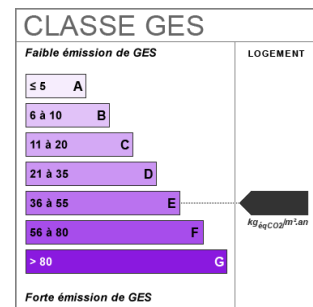 CLASSE GES
Faible émission de GES
LOGEMENT
≤ 5 A
6 à 10 B
11 à 20 C
21 à 35 D
36 à 55 E
kgéqCO2/m².an
56 à 80 F
> 80 G
Forte émission de GES